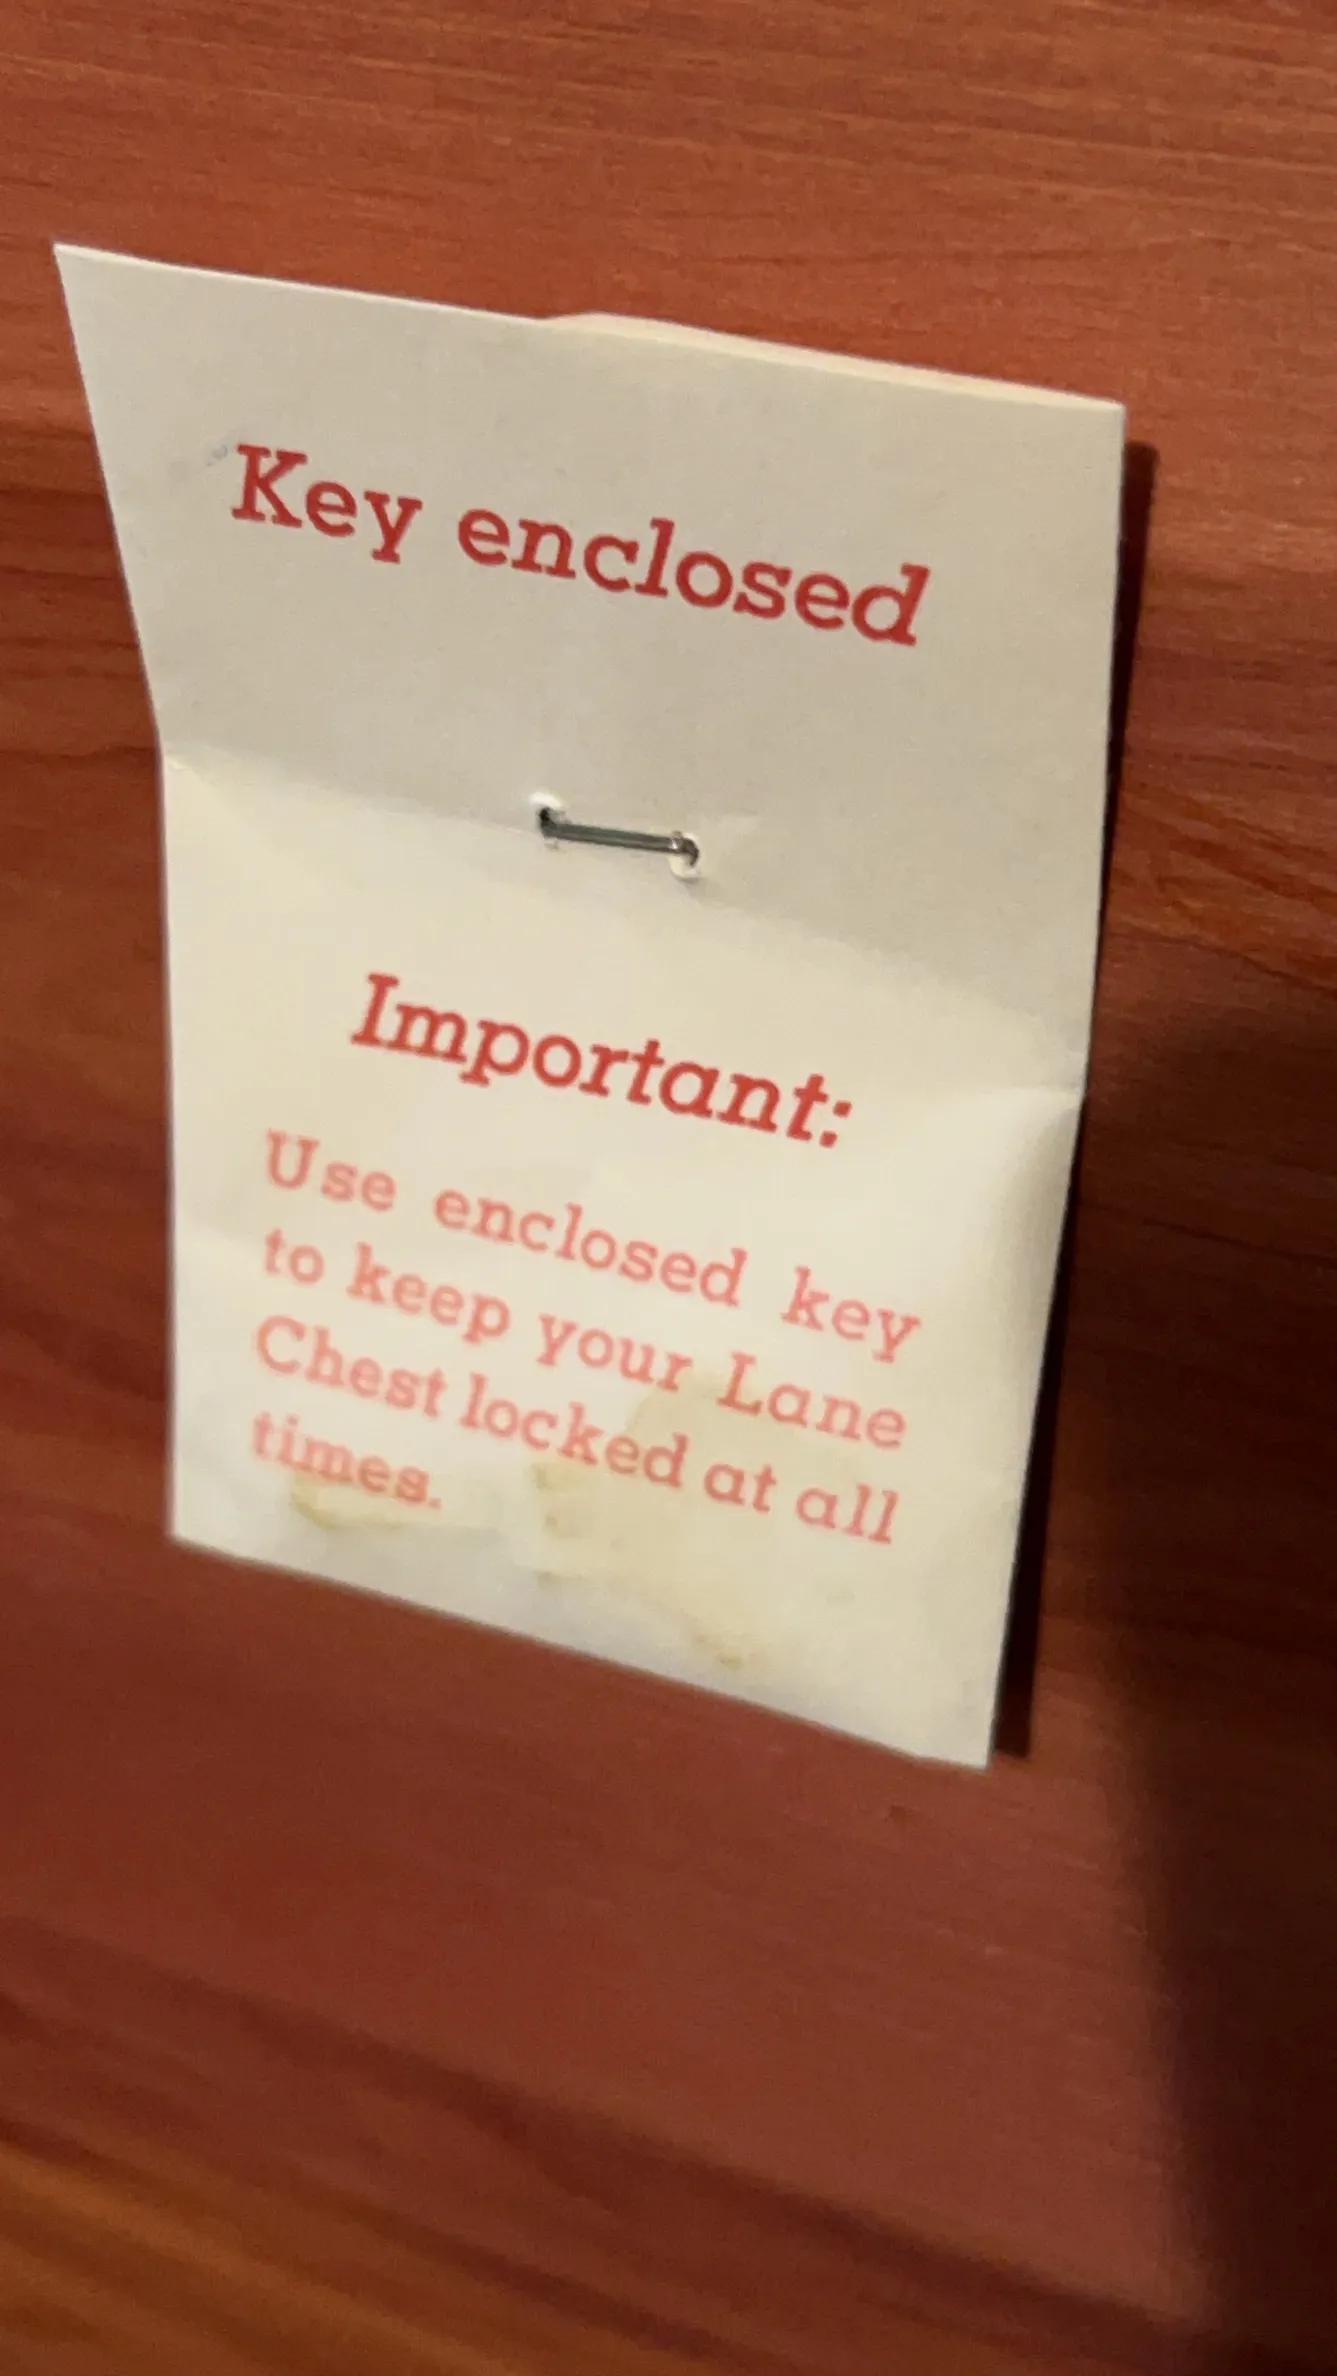 Key enclosed
Important:
Use enclosed key
to keep your Lane
Chest locked at all
times.